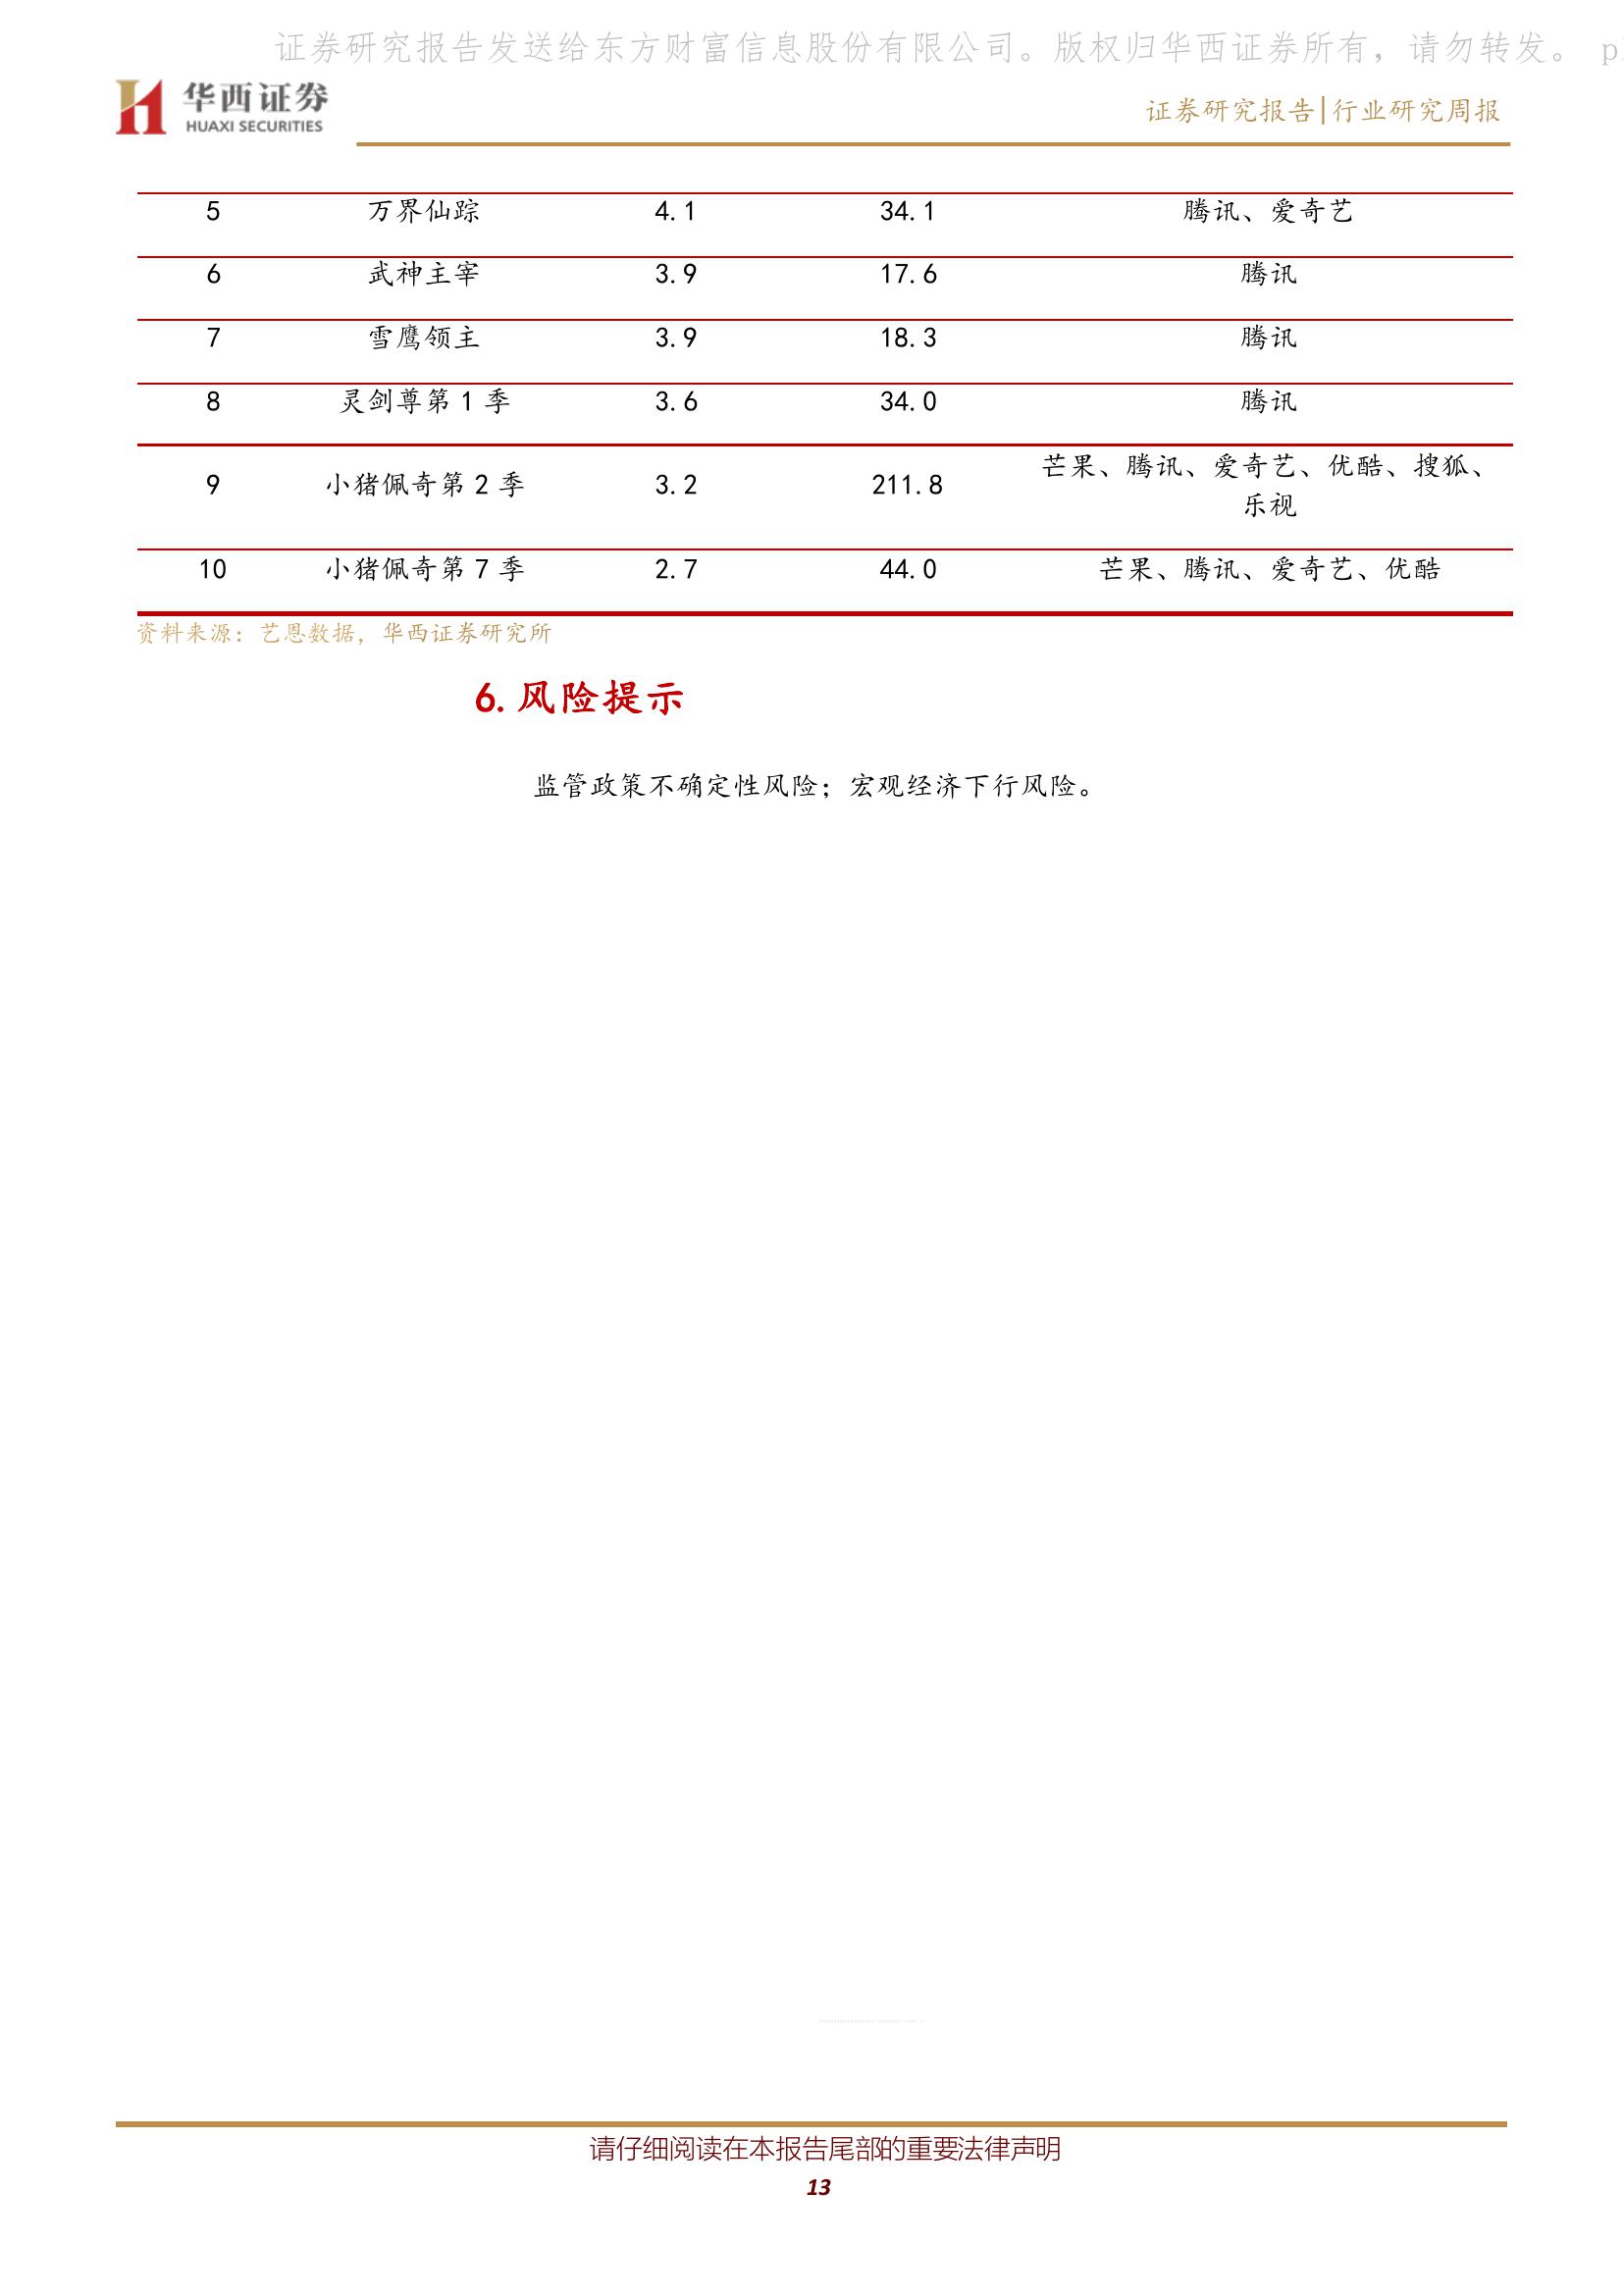 证券研究报告发送给东方财富信息股份有限公司。版权归华西证券所有，请勿转发。 p
华西证券
HUAXI SECURITIES
证券研究报告|行业研究周报
5 万界仙踪 4.1 34.1 腾讯、爱奇艺
6 武神主宰 3.9 17.6 腾讯
7 雪鹰领主 3.9 18.3 腾讯
8 灵剑尊第 1 季 3.6 34.0 腾讯
9 小猪佩奇第 2 季 3.2 211.8 芒果、腾讯、爱奇艺、优酷、搜狐、
乐视
10 小猪佩奇第 7 季 2.7 44.0 芒果、腾讯、爱奇艺、优酷
资料来源：艺恩数据，华西证券研究所
6.风险提示
监管政策不确定性风险；宏观经济下行风险。
请仔细阅读在本报告尾部的重要法律声明
13